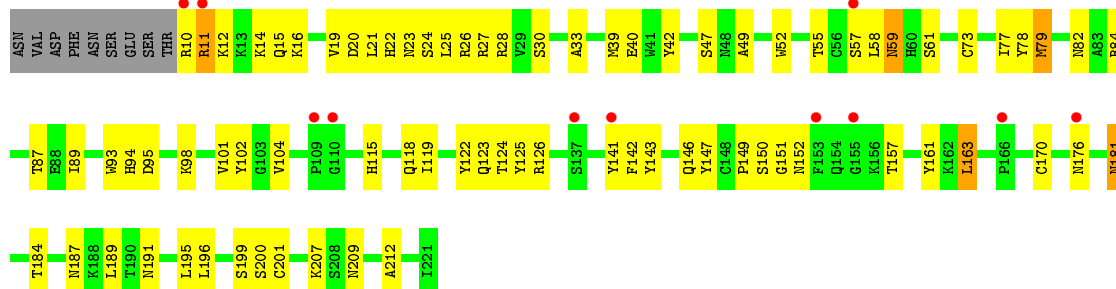 ASN VAL ASP PHE ASN SER GLU SER THR R10 R11 K12 K13 K14 Q15 K16 V19 D20 L21 H22 N23 S24 L25 R26 R27 R28 V29 S30 A33 M39 E40 W41 Y42 S47 N48 A49 W52 T55 C56 S57 L58 N59 H60 S61 C73 I77 Y78 M79 N82 A83
T87 E88 I89 W93 H94 D95 K98 V101 Y102 G103 V104 P109 G110 H115 Q118 I119 Y122 Q123 T124 Y125 R126 S137 Y141 F142 Y143 Q146 Y147 C148 P149 S150 G151 N152 F153 Q154 G155 K156 T157 Y161 K162 L163 P166 C170 N176
T184 N187 K188 L189 T190 N191 L195 L196 S199 S200 C201 K207 S208 N209 A212 I221